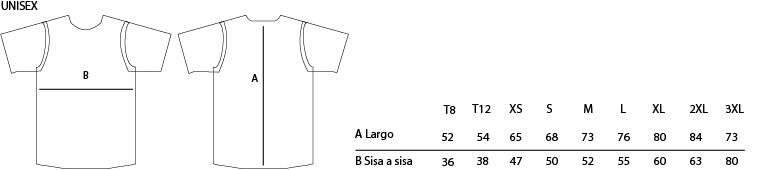 UNISEX
B
A
T8 T12 XS S M L XL 2XL 3XL
A Largo 52 54 65 68 73 76 80 84 73
B Sisa a sisa 36 38 47 50 52 55 60 63 80